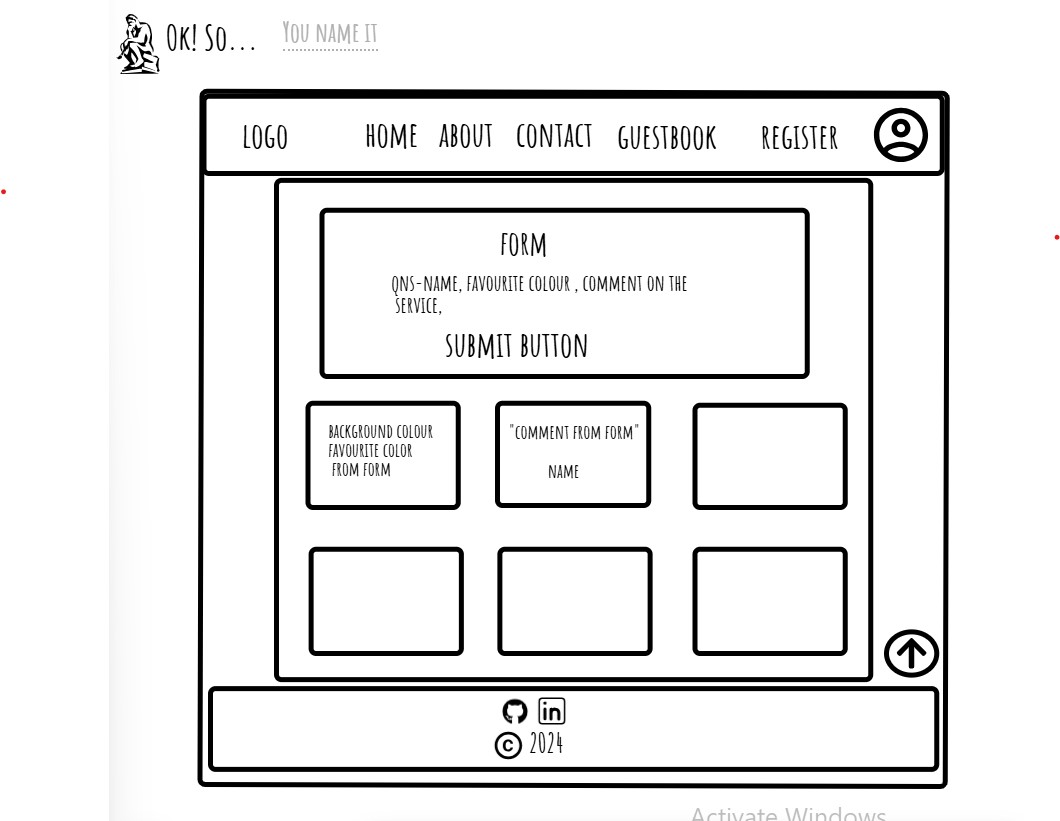 Ok! So...
You name it
LOGO HOME ABOUT CONTACT GUESTBOOK REGISTER
FORM
QNS-NAME, FAVOURITE COLOUR , COMMENT ON THE
SERVICE,
SUBMIT BUTTON
BACKGROUND COLOUR
FAVOURITE COLOR
FROM FORM
"COMMENT FROM FORM"
NAME
in
© 2024
Activate Windows